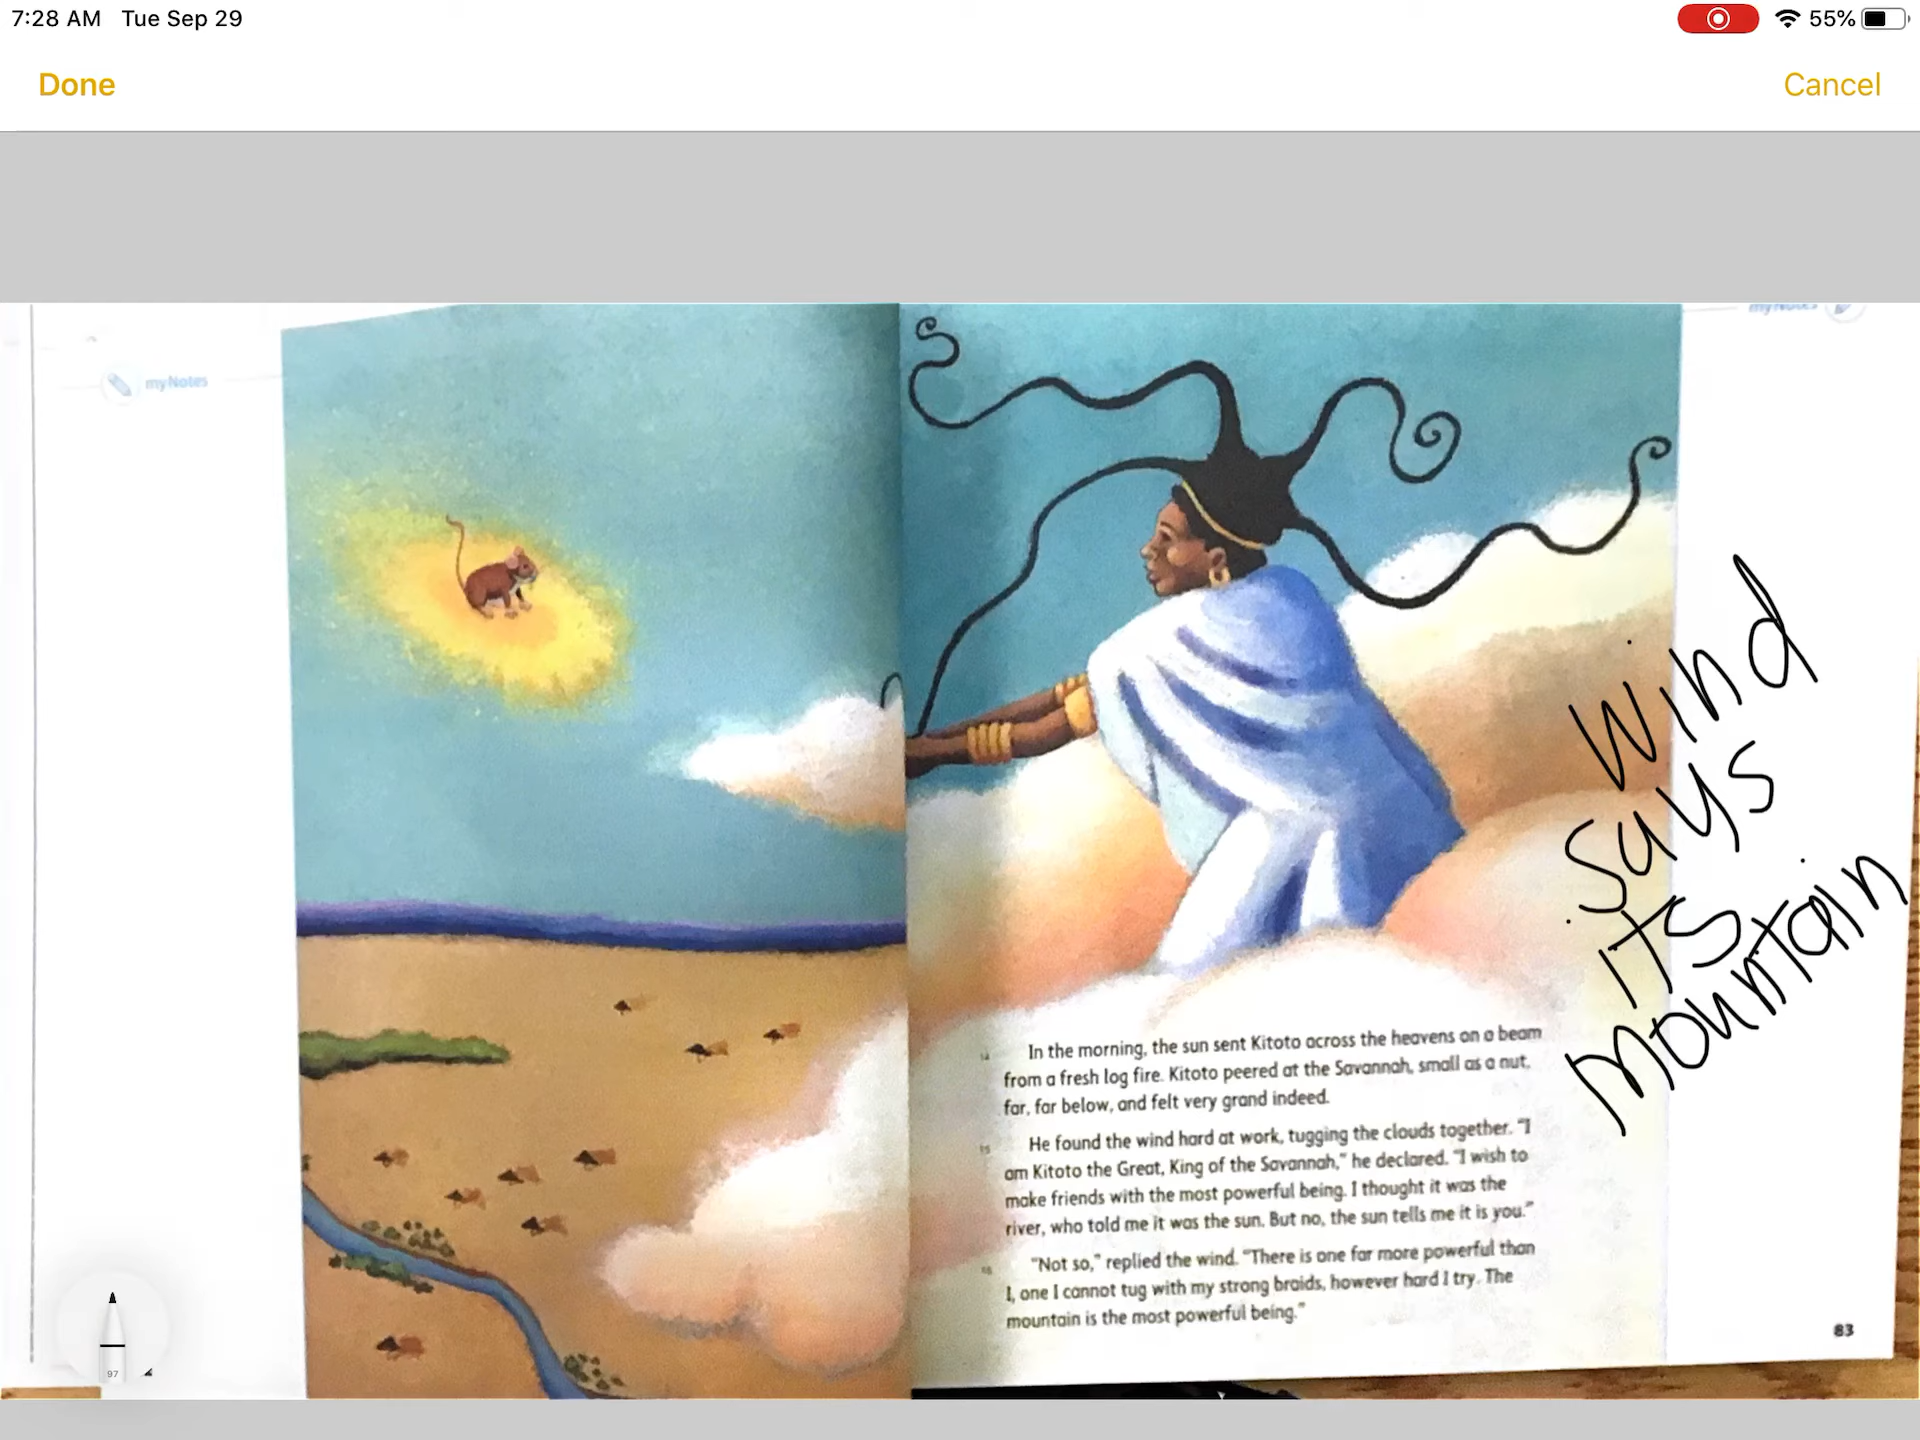 7:28 AM Tue Sep 29
55%
Done
Cancel
myNotes
myNotes
wind
says
its
mountain
14
In the morning, the sun sent Kitoto across the heavens on a beam
from a fresh log fire. Kitoto peered at the Savannah, small as a nut,
far, far below, and felt very grand indeed.
15
He found the wind hard at work, tugging the clouds together. "I
am Kitoto the Great, King of the Savannah," he declared. "I wish to
make friends with the most powerful being. I thought it was the
river, who told me it was the sun. But no, the sun tells me it is you."
16
"Not so," replied the wind. "There is one far more powerful than
I, one I cannot tug with my strong braids, however hard I try. The
mountain is the most powerful being."
83
97